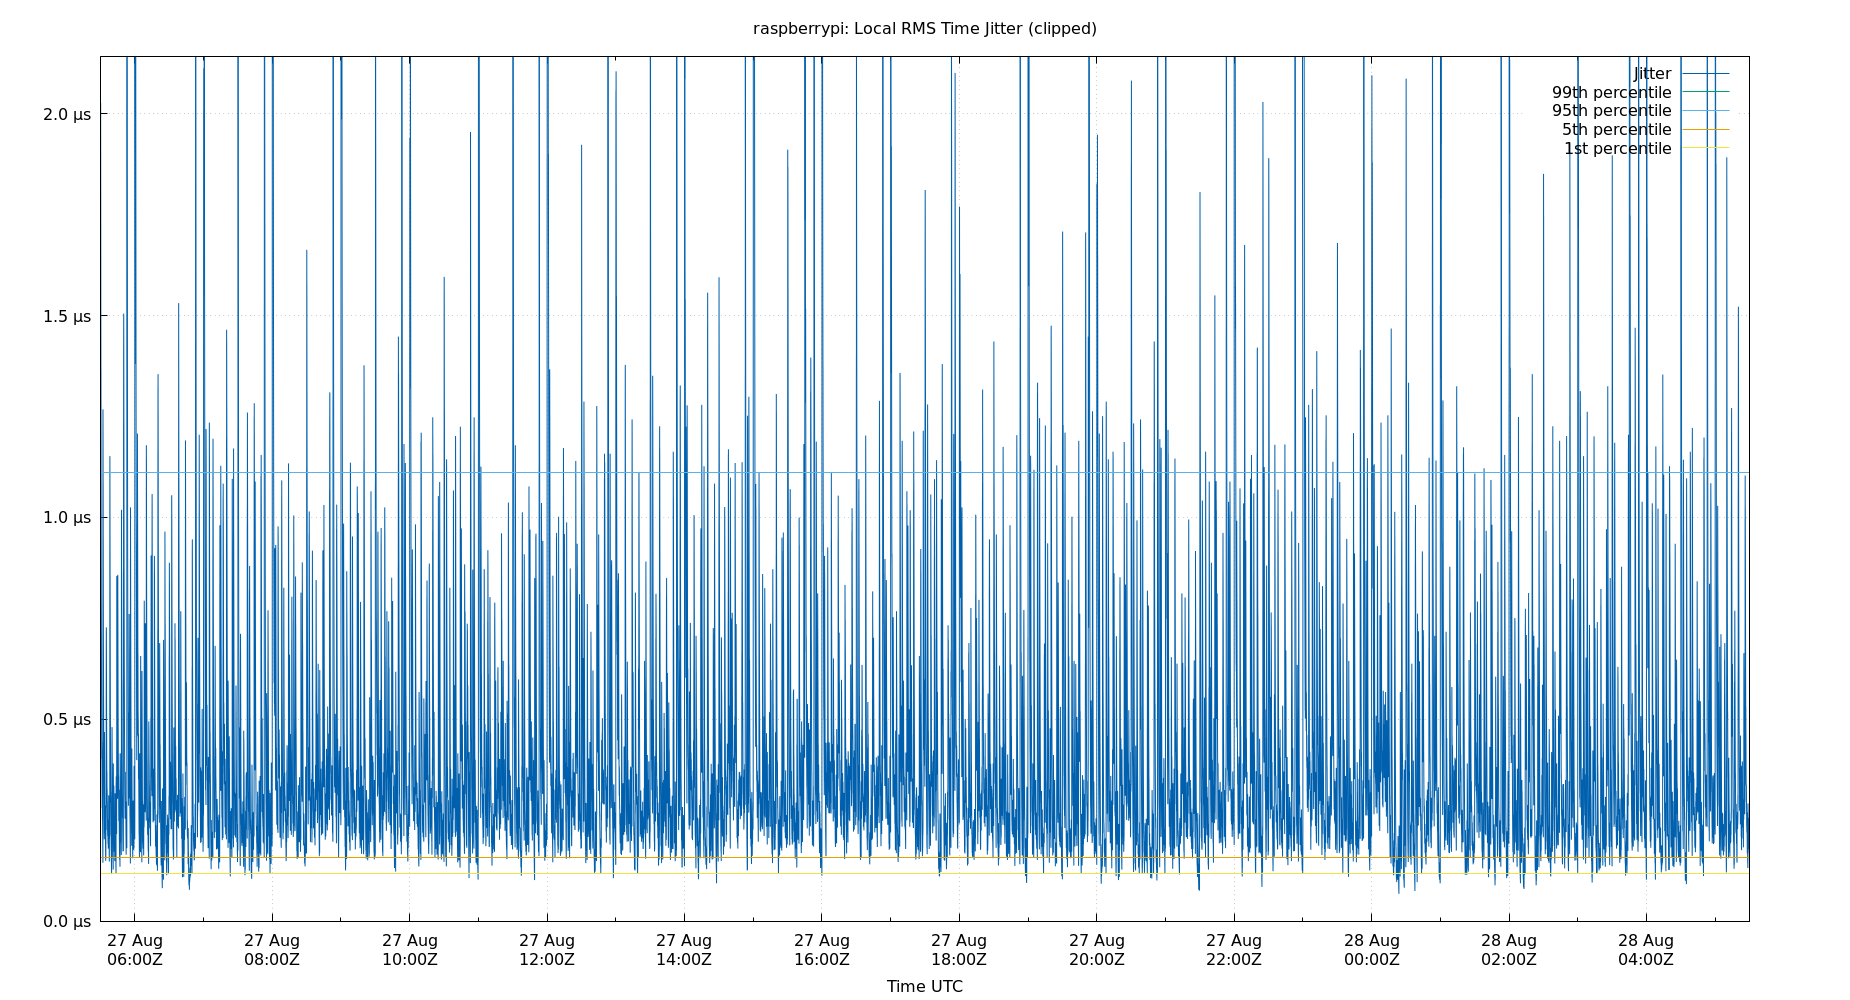 raspberrypi: Local RMS Time Jitter (clipped)
Jitter
99th percentile
95th percentile
5th percentile
1st percentile
2.0 µs
1.5 µs
1.0 µs
0.5 µs
0.0 µs
27 Aug 27 Aug 27 Aug 27 Aug 27 Aug 27 Aug 27 Aug 27 Aug 27 Aug 28 Aug 28 Aug 28 Aug
06:00Z 08:00Z 10:00Z 12:00Z 14:00Z 16:00Z 18:00Z 20:00Z 22:00Z 00:00Z 02:00Z 04:00Z
Time UTC